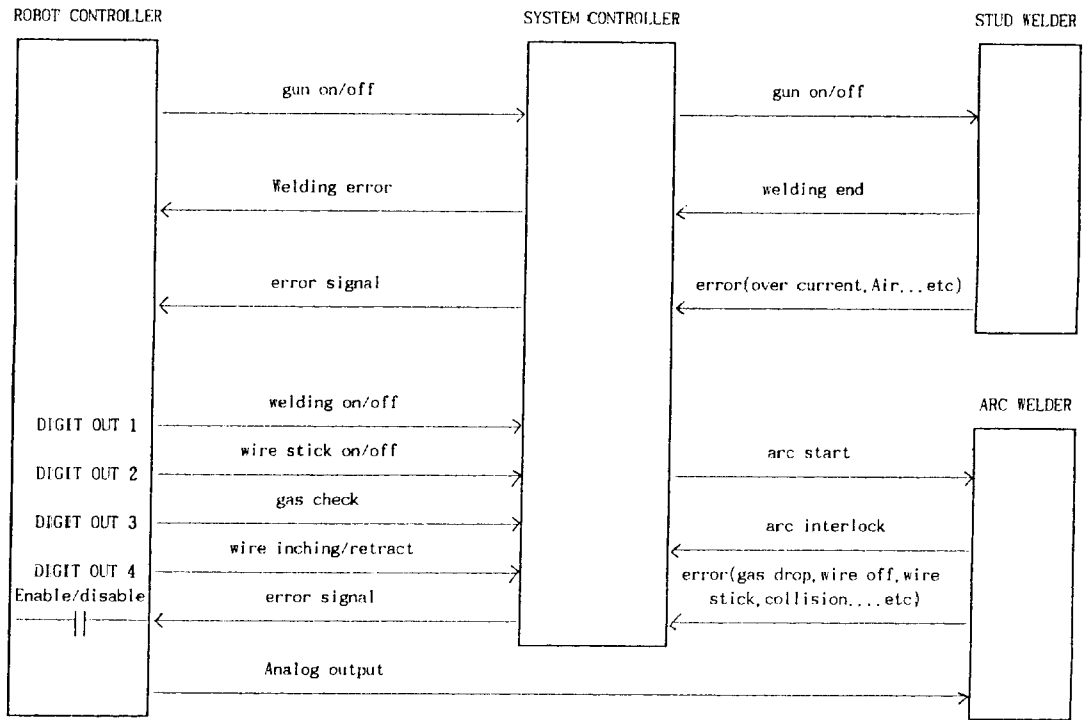 ROBOT CONTROLLER
SYSTEM CONTROLLER
STUD WELDER
gun on/off
gun on/off
Welding error
welding end
error signal
error(over current,Air...etc)
welding on/off
DIGIT OUT 1
ARC WELDER
wire stick on/off
DIGIT OUT 2
arc start
gas check
DIGIT OUT 3
arc interlock
wire inching/retract
DIGIT OUT 4
error(gas drop,wire off,wire
stick,collision....etc)
Enable/disable
error signal
Analog output